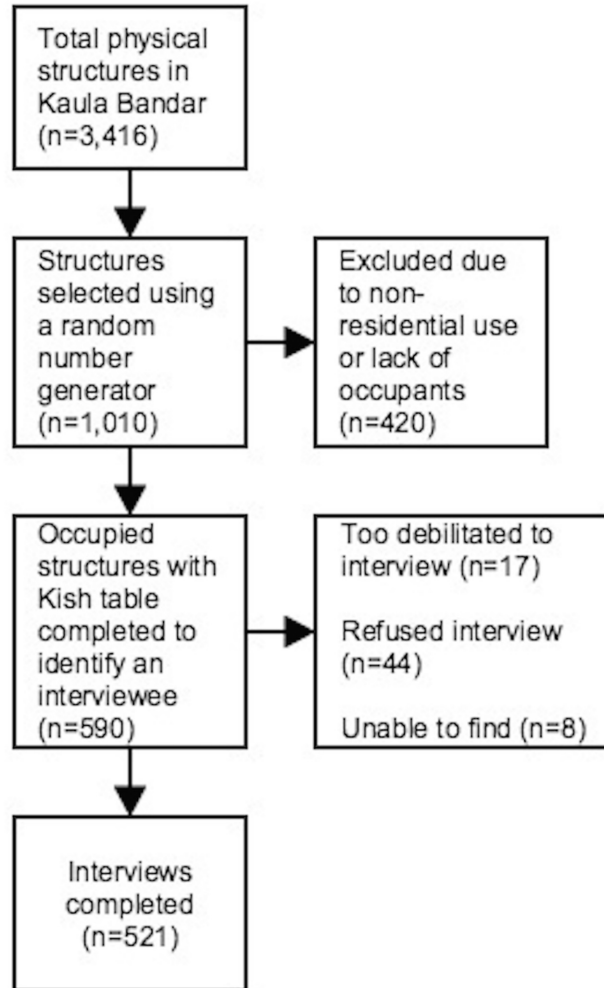 Total physical
structures in
Kaula Bandar
(n=3,416)
Structures
selected using
a random
number
generator
(n=1,010)
Excluded due
to non-
residential use
or lack of
occupants
(n=420)
Occupied
structures with
Kish table
completed to
identify an
interviewee
(n=590)
Too debilitated to
interview (n=17)
Refused interview
(n=44)
Unable to find (n=8)
Interviews
completed
(n=521)